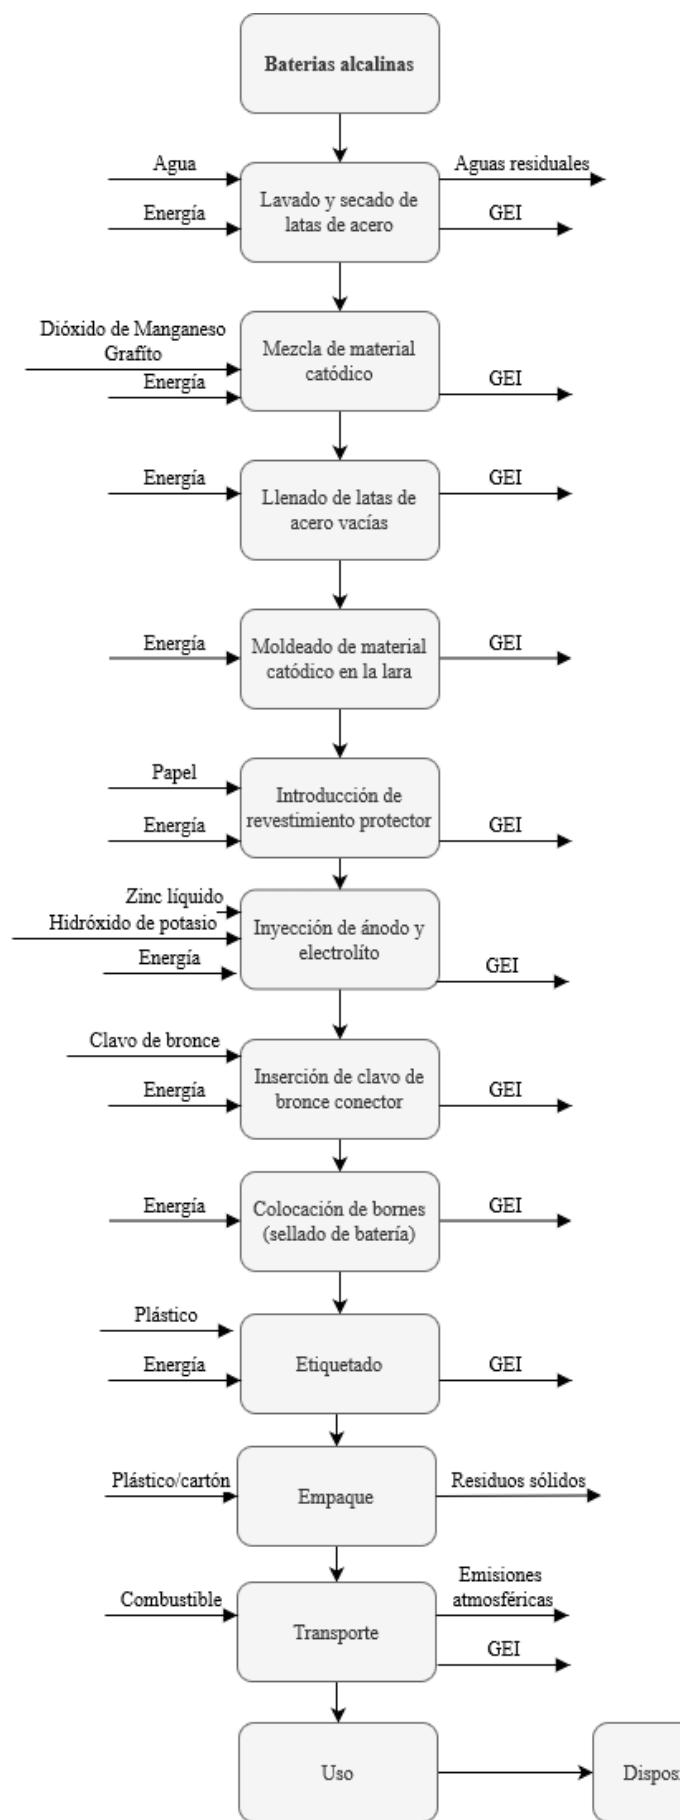 Baterias alcalinas
Agua
Aguas residuales
Energía
Lavado y secado de
latas de acero
GEI
Dióxido de Manganeso
Grafíto
Energía
Mezcla de material
catódico
GEI
Energía
Llenado de latas de
acero vacías
GEI
Energía
Moldeado de material
catódico en la lara
GEI
Papel
Energía
Introducción de
revestimiento protector
GEI
Zinc líquido
Hidróxido de potasio
Energía
Inyección de ánodo y
electrolíto
GEI
Clavo de bronce
Energía
Inserción de clavo de
bronce conector
GEI
Energía
Colocación de bornes
(sellado de batería)
GEI
Plástico
Energía
Etiquetado
GEI
Plástico/cartón
Empaque
Residuos sólidos
Combustible
Transporte
Emisiones
atmosféricas
GEI
Uso